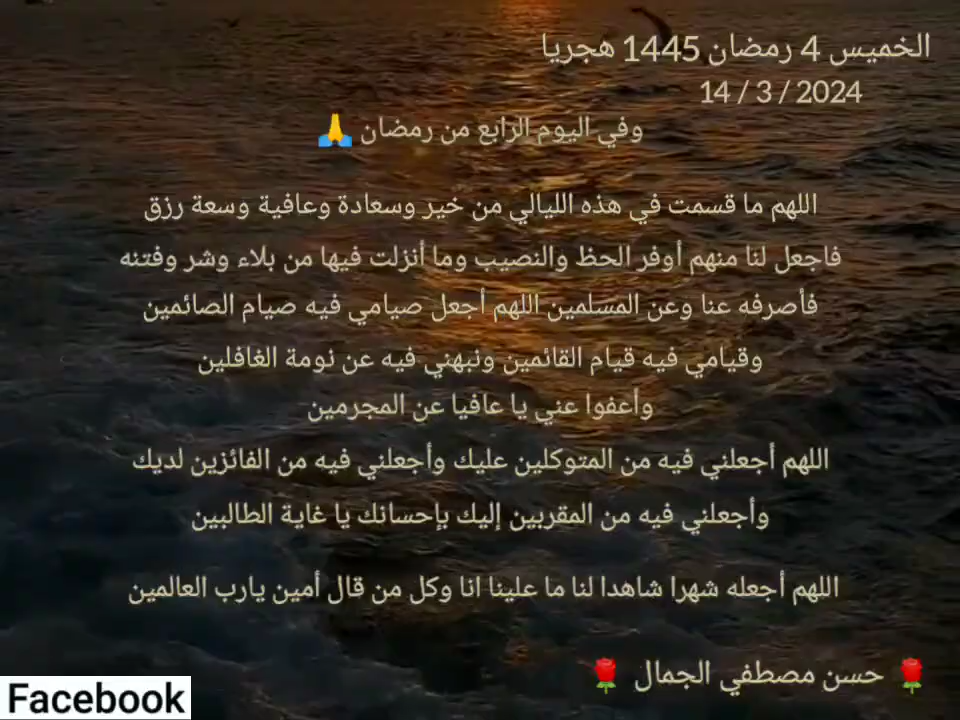 الخميس 4 رمضان 1445 هجريا
14 / 3 / 2024
وفي اليوم الرابع من رمضان 🙏
اللهم ما قسمت في هذه الليالي من خير وسعادة وعافية وسعة رزق
فاجعل لنا منهم أوفر الحظ والنصيب وما أنزلت فيها من بلاء وشر وفتنه
فأصرفه عنا وعن المسلمين اللهم أجعل صيامي فيه صيام الصائمين
وقيامي فيه قيام القائمين ونبهني فيه عن نومة الغافلين
وأعفوا عني يا عافيا عن المجرمين
اللهم أجعلني فيه من المتوكلين عليك وأجعلني فيه من الفائزين لديك
وأجعلني فيه من المقربين إليك بإحسانك يا غاية الطالبين
اللهم أجعله شهرا شاهدا لنا ما علينا انا وكل من قال أمين يارب العالمين
🌹 حسن مصطفي الجمال 🌹
Facebook